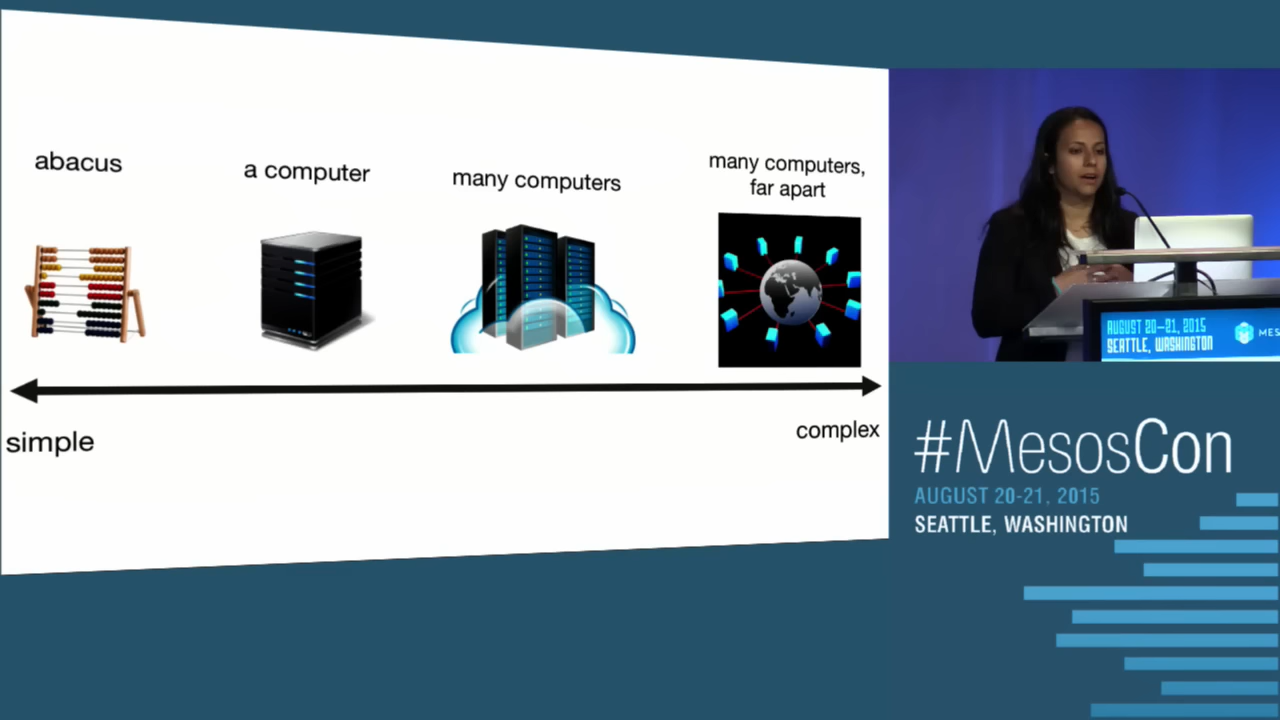 abacus
a computer
many computers
many computers,
far apart
simple
complex
AUGUST 20-21, 2015
SEATTLE, WASHINGTON
MES
#MesosCon
AUGUST 20-21, 2015
SEATTLE, WASHINGTON